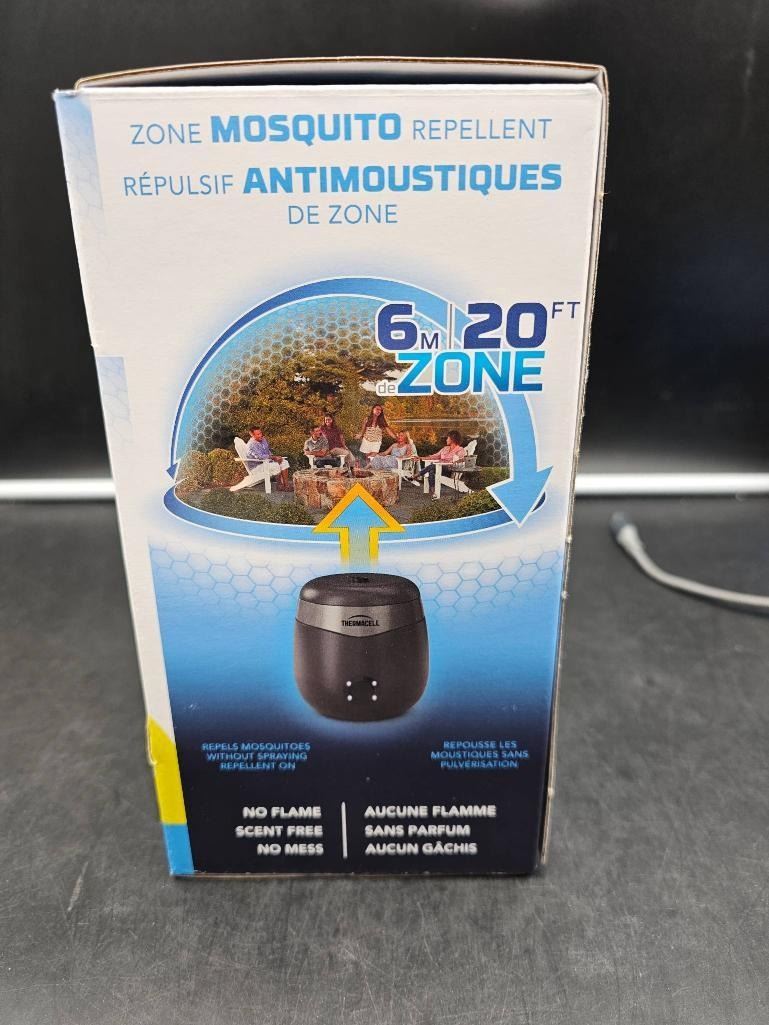 ZONE MOSQUITO REPELLENT
RÉPULSIF ANTIMOUSTIQUES
DE ZONE
6M | 20FT
de ZONE
THERMACELL
REPELS MOSQUITOES
WITHOUT SPRAYING
REPELLENT ON
REPOUSSE LES
MOUSTIQUES SANS
PULVÉRISATION
NO FLAME
SCENT FREE
NO MESS
AUCUNE FLAMME
SANS PARFUM
AUCUN GÂCHIS